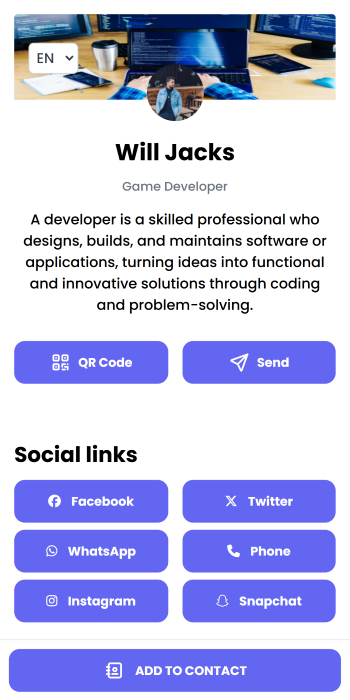 EN
Will Jacks
Game Developer
A developer is a skilled professional who
designs, builds, and maintains software or
applications, turning ideas into functional
and innovative solutions through coding
and problem-solving.
QR Code
Send
Social links
Facebook
Twitter
WhatsApp
Phone
Instagram
Snapchat
ADD TO CONTACT